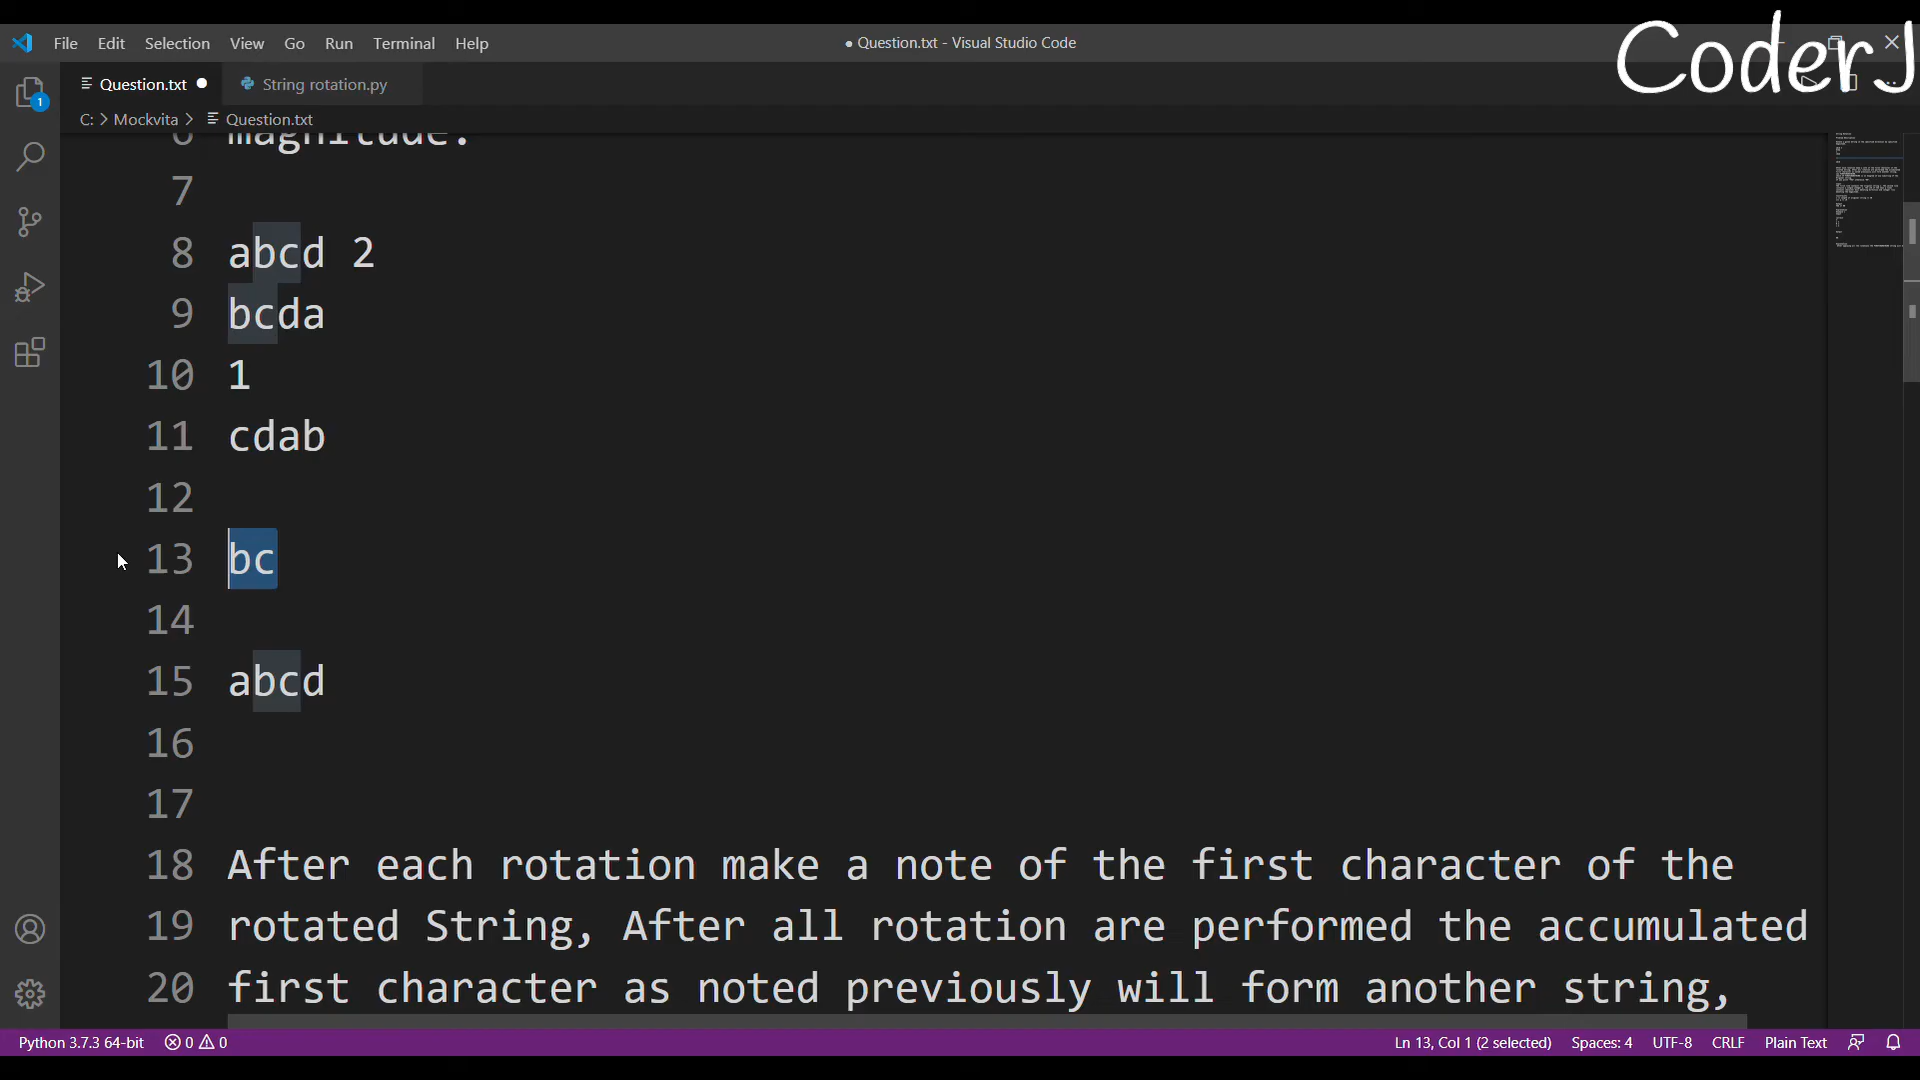 File Edit Selection View Go Run Terminal Help
● Question.txt - Visual Studio Code
CoderJ
Question.txt ●
String rotation.py
C: > Mockvita > Question.txt
1
6 magnitude.
7
8 abcd 2
9 bcda
10 1
11 cdab
12
13 bc
14
15 abcd
16
17
18 After each rotation make a note of the first character of the
19 rotated String, After all rotation are performed the accumulated
20 first character as noted previously will form another string,
Python 3.7.3 64-bit 0 0 Ln 13, Col 1 (2 selected) Spaces: 4 UTF-8 CRLF Plain Text